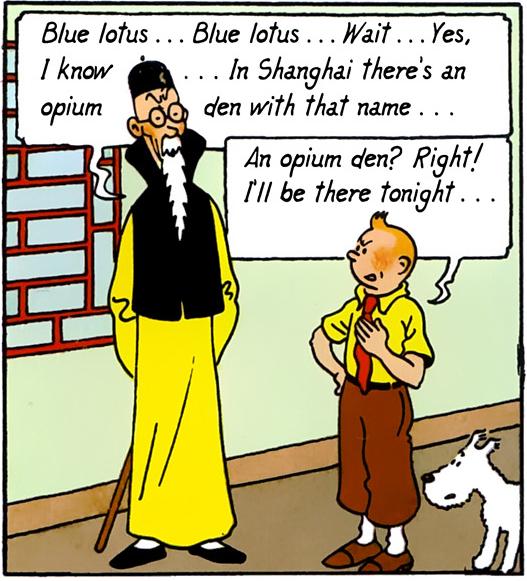 Blue lotus... Blue lotus... Wait... Yes,
I know ... In Shanghai there's an
opium den with that name...
An opium den? Right!
I'll be there tonight...